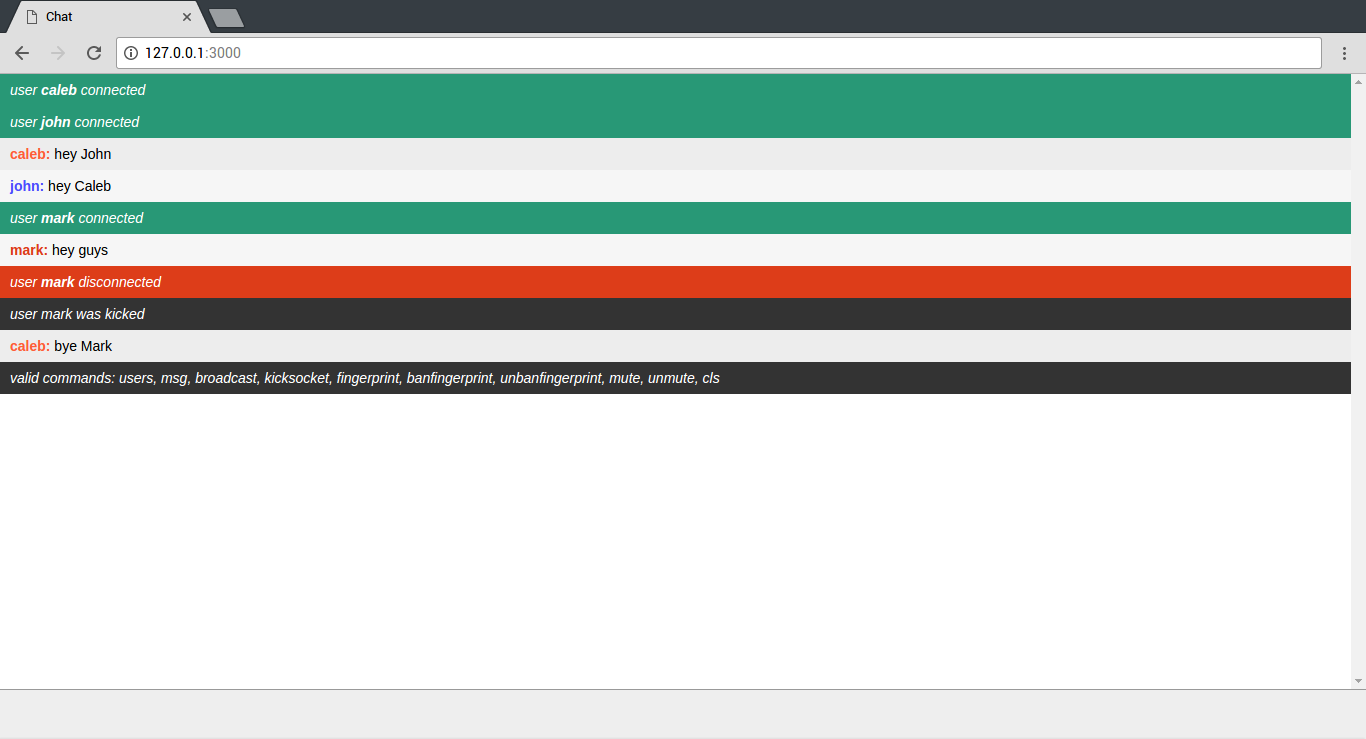 Chat
127.0.0.1:3000
user caleb connected
user john connected
caleb: hey John
john: hey Caleb
user mark connected
mark: hey guys
user mark disconnected
user mark was kicked
caleb: bye Mark
valid commands: users, msg, broadcast, kicksocket, fingerprint, banfingerprint, unbanfingerprint, mute, unmute, cls